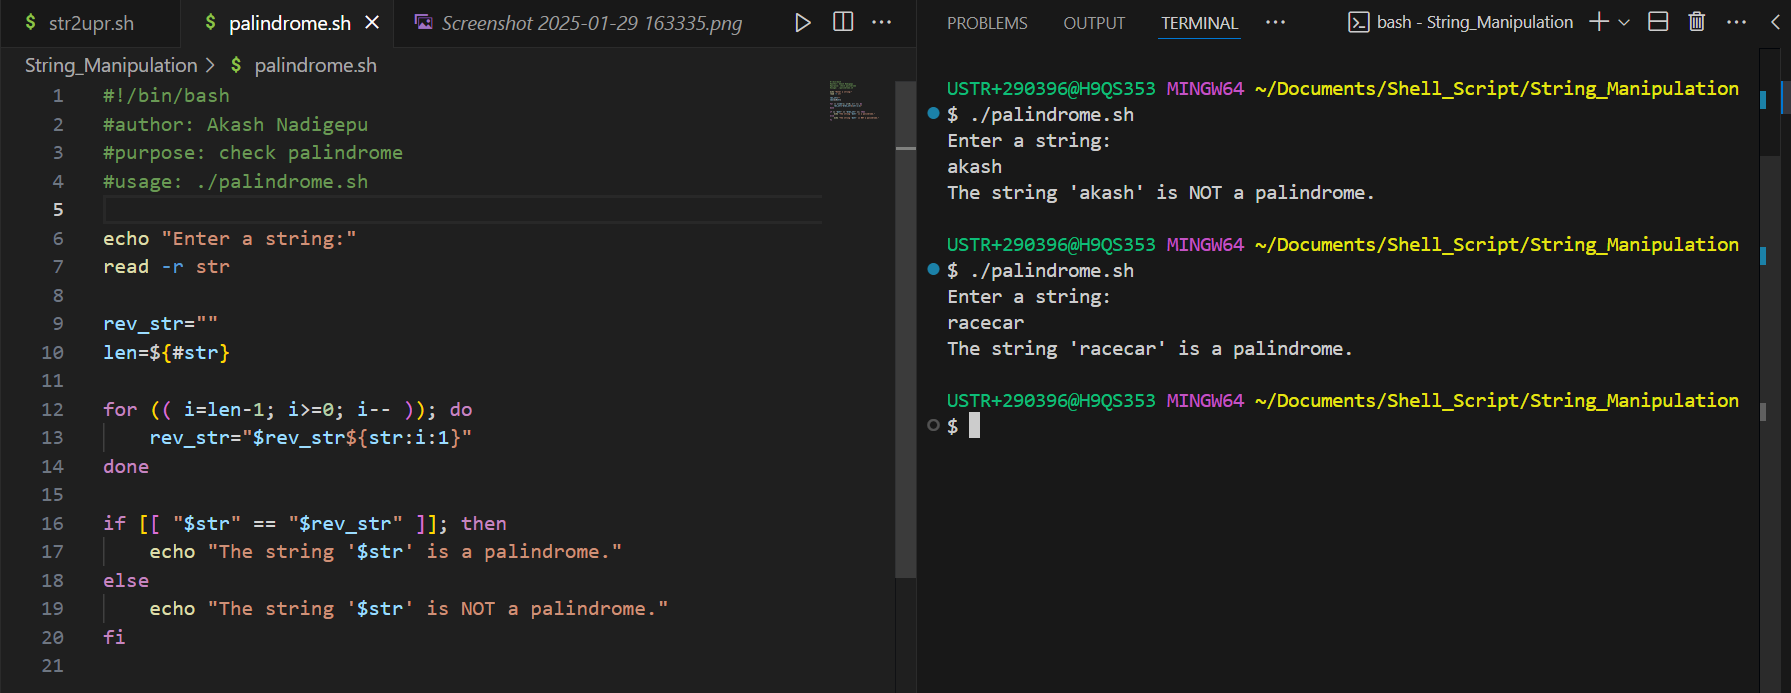 $ str2upr.sh
$ palindrome.sh
Screenshot 2025-01-29 163335.png
String_Manipulation > $ palindrome.sh
1 #!/bin/bash
2 #author: Akash Nadigepu
3 #purpose: check palindrome
4 #usage: ./palindrome.sh
5
6 echo "Enter a string:"
7 read -r str
8
9 rev_str=""
10 len=${#str}
11
12 for (( i=len-1; i>=0; i-- )); do
13     rev_str="$rev_str${str:i:1}"
14 done
15
16 if [[ "$str" == "$rev_str" ]]; then
17     echo "The string '$str' is a palindrome."
18 else
19     echo "The string '$str' is NOT a palindrome."
20 fi
21
PROBLEMS OUTPUT TERMINAL ···
bash - String_Manipulation
USTR+290396@H9QS353 MINGW64 ~/Documents/Shell_Script/String_Manipulation
$ ./palindrome.sh
Enter a string:
akash
The string 'akash' is NOT a palindrome.
USTR+290396@H9QS353 MINGW64 ~/Documents/Shell_Script/String_Manipulation
$ ./palindrome.sh
Enter a string:
racecar
The string 'racecar' is a palindrome.
USTR+290396@H9QS353 MINGW64 ~/Documents/Shell_Script/String_Manipulation
$